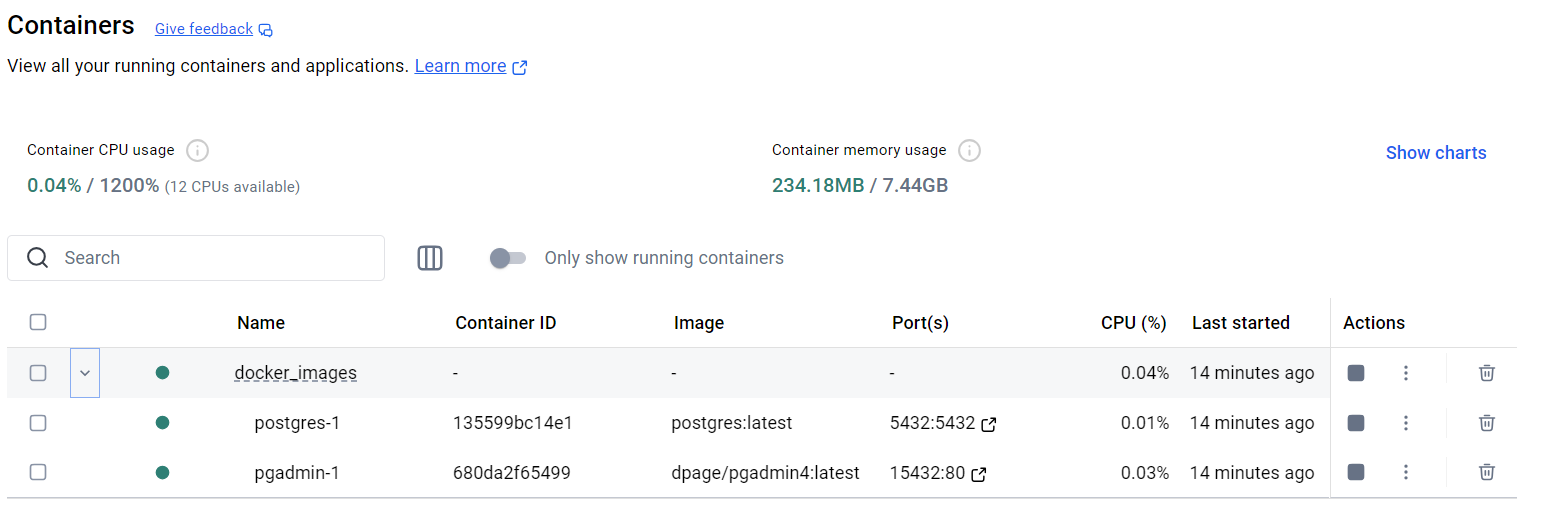 Containers Give feedback
View all your running containers and applications. Learn more
Container CPU usage
0.04% / 1200% (12 CPUs available)
Container memory usage
234.18MB / 7.44GB
Show charts
Search
Only show running containers
Name Container ID Image Port(s) CPU (%) Last started Actions
docker_images - - - 0.04% 14 minutes ago
postgres-1 135599bc14e1 postgres:latest 5432:5432 0.01% 14 minutes ago
pgadmin-1 680da2f65499 dpage/pgadmin4:latest 15432:80 0.03% 14 minutes ago